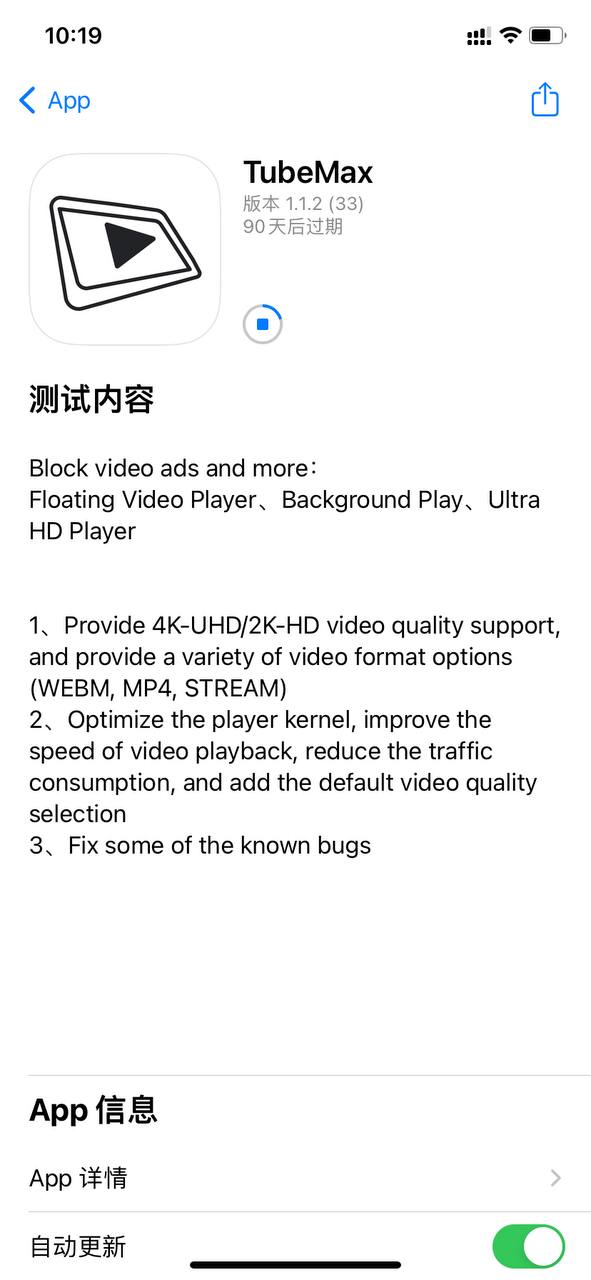 10:19
App
TubeMax
版本 1.1.2 (33)
90天后过期
测试内容
Block video ads and more：
Floating Video Player、Background Play、Ultra
HD Player
1、Provide 4K-UHD/2K-HD video quality support,
and provide a variety of video format options
(WEBM, MP4, STREAM)
2、Optimize the player kernel, improve the
speed of video playback, reduce the traffic
consumption, and add the default video quality
selection
3、Fix some of the known bugs
App 信息
App 详情
自动更新